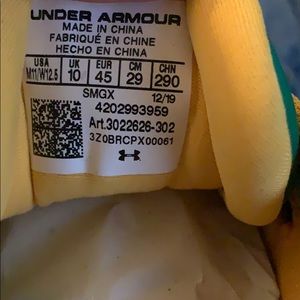 UNDER ARMOUR
MADE IN CHINA
FABRIQUÉ EN CHINE
HECHO EN CHINA
USA UK EUR CM CHN
M11/W12.5 10 45 29 290
SMGX 12/19
4202993959
Art.3022626-302
3Z0BRCPX00061